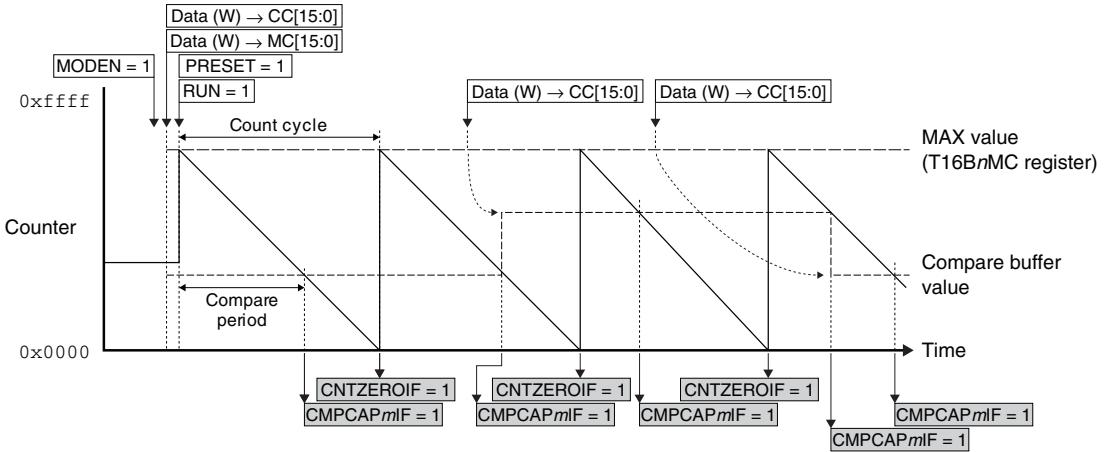 Data (W) → CC[15:0]
Data (W) → MC[15:0]
MODEN = 1
PRESET = 1
RUN = 1
Data (W) → CC[15:0]
Data (W) → CC[15:0]
0xffff
Count cycle
MAX value
(T16BnMC register)
Counter
Compare buffer
value
Compare
period
0x0000
Time
CNTZEROIF = 1
CNTZEROIF = 1
CNTZEROIF = 1
CMPCAPmIF = 1
CMPCAPmIF = 1
CMPCAPmIF = 1
CMPCAPmIF = 1
CMPCAPmIF = 1